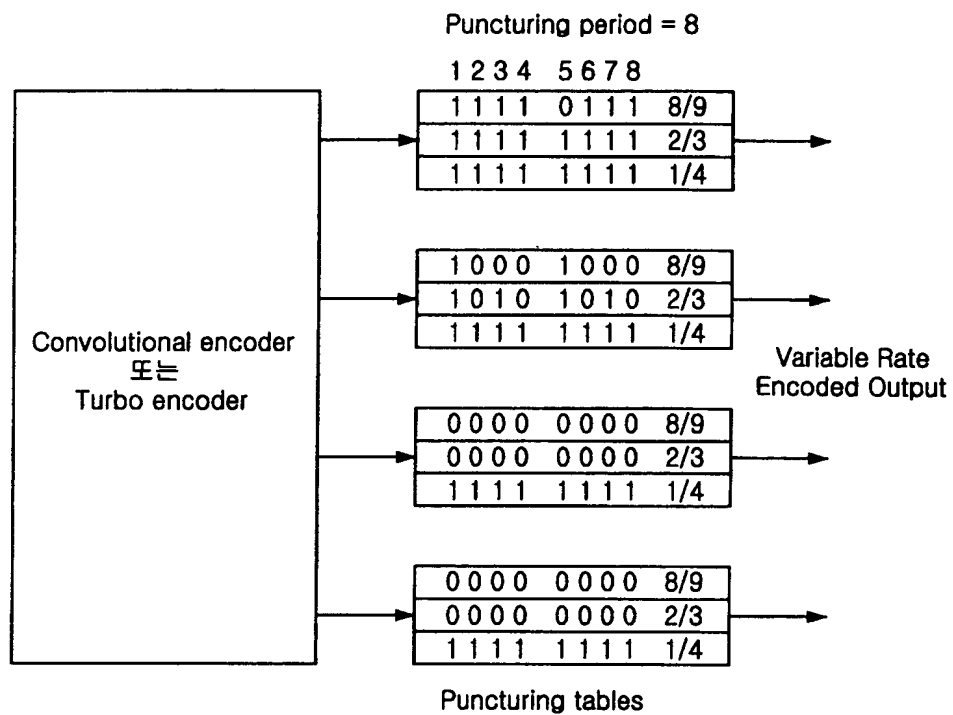 Puncturing period = 8
1 2 3 4 5 6 7 8
1 1 1 1 0 1 1 1 8/9
1 1 1 1 1 1 1 1 2/3
1 1 1 1 1 1 1 1 1/4
1 0 0 0 1 0 0 0 8/9
1 0 1 0 1 0 1 0 2/3
1 1 1 1 1 1 1 1 1/4
Convolutional encoder
또는
Turbo encoder
Variable Rate
Encoded Output
0 0 0 0 0 0 0 0 8/9
0 0 0 0 0 0 0 0 2/3
1 1 1 1 1 1 1 1 1/4
0 0 0 0 0 0 0 0 8/9
0 0 0 0 0 0 0 0 2/3
1 1 1 1 1 1 1 1 1/4
Puncturing tables